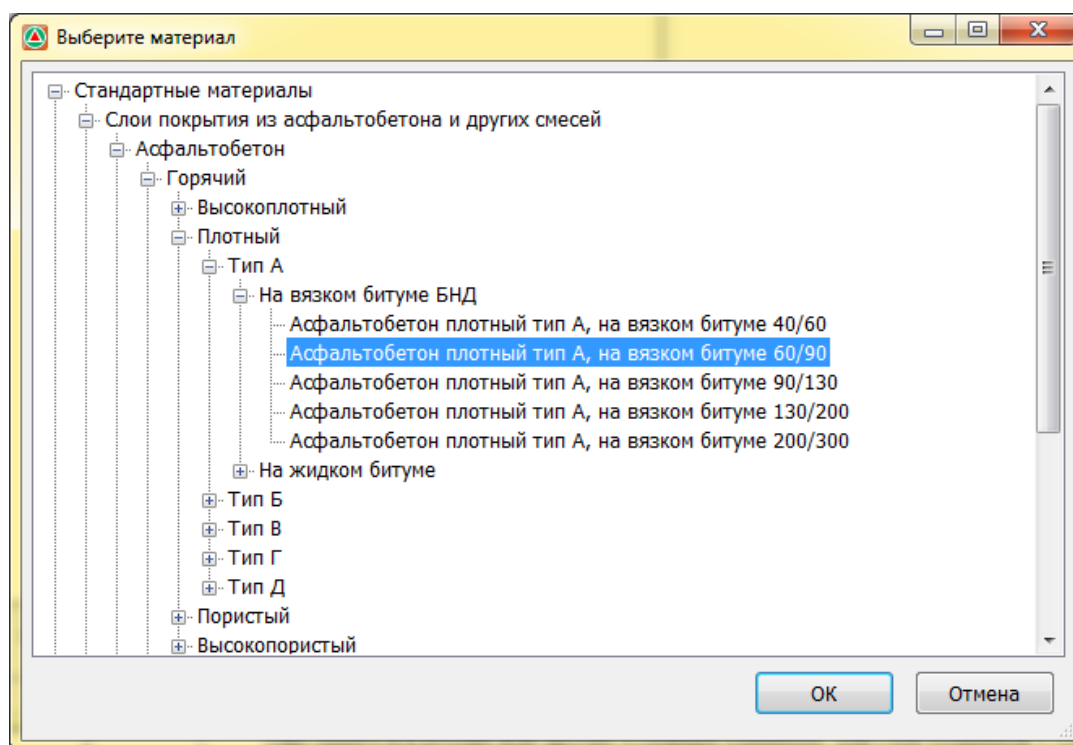 Выберите материал
Стандартные материалы
Слои покрытия из асфальтобетона и других смесей
Асфальтобетон
Горячий
Высокоплотный
Плотный
Тип А
На вязком битуме БНД
Асфальтобетон плотный тип А, на вязком битуме 40/60
Асфальтобетон плотный тип А, на вязком битуме 60/90
Асфальтобетон плотный тип А, на вязком битуме 90/130
Асфальтобетон плотный тип А, на вязком битуме 130/200
Асфальтобетон плотный тип А, на вязком битуме 200/300
На жидком битуме
Тип Б
Тип В
Тип Г
Тип Д
Пористый
Высокопористый
ОК Отмена